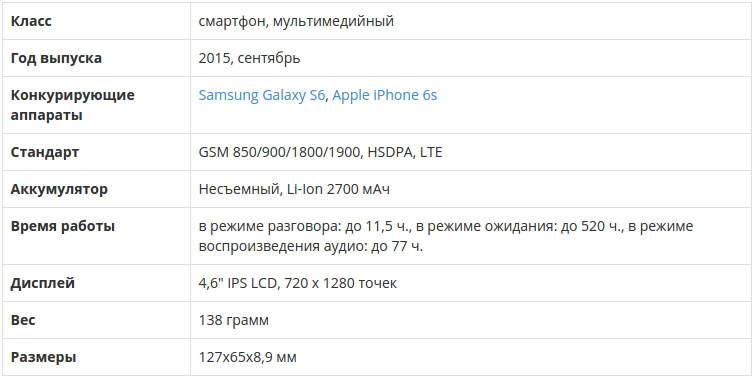 Класс смартфон, мультимедийный
Год выпуска 2015, сентябрь
Конкурирующие Samsung Galaxy S6, Apple iPhone 6s
аппараты
Стандарт GSM 850/900/1800/1900, HSDPA, LTE
Аккумулятор Несъемный, Li-Ion 2700 мАч
Время работы в режиме разговора: до 11,5 ч., в режиме ожидания: до 520 ч., в режиме
воспроизведения аудио: до 77 ч.
Дисплей 4,6" IPS LCD, 720 x 1280 точек
Вес 138 грамм
Размеры 127x65x8,9 мм